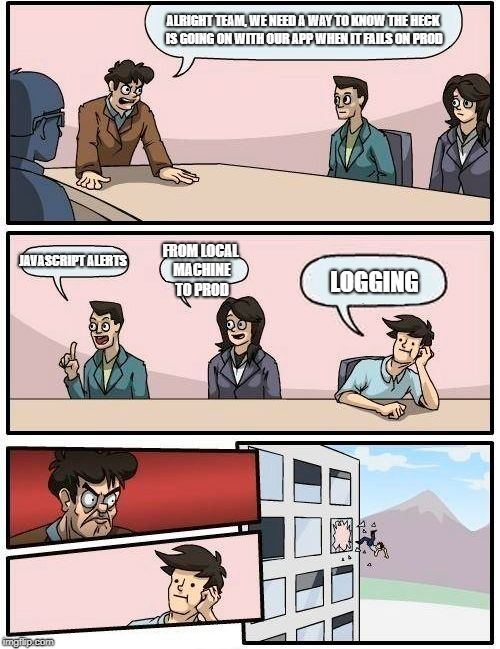 ALRIGHT TEAM, WE NEED A WAY TO KNOW THE HECK
IS GOING ON WITH OUR APP WHEN IT FAILS ON PROD
JAVASCRIPT ALERTS
FROM LOCAL
MACHINE
TO PROD
LOGGING
imgflip.com